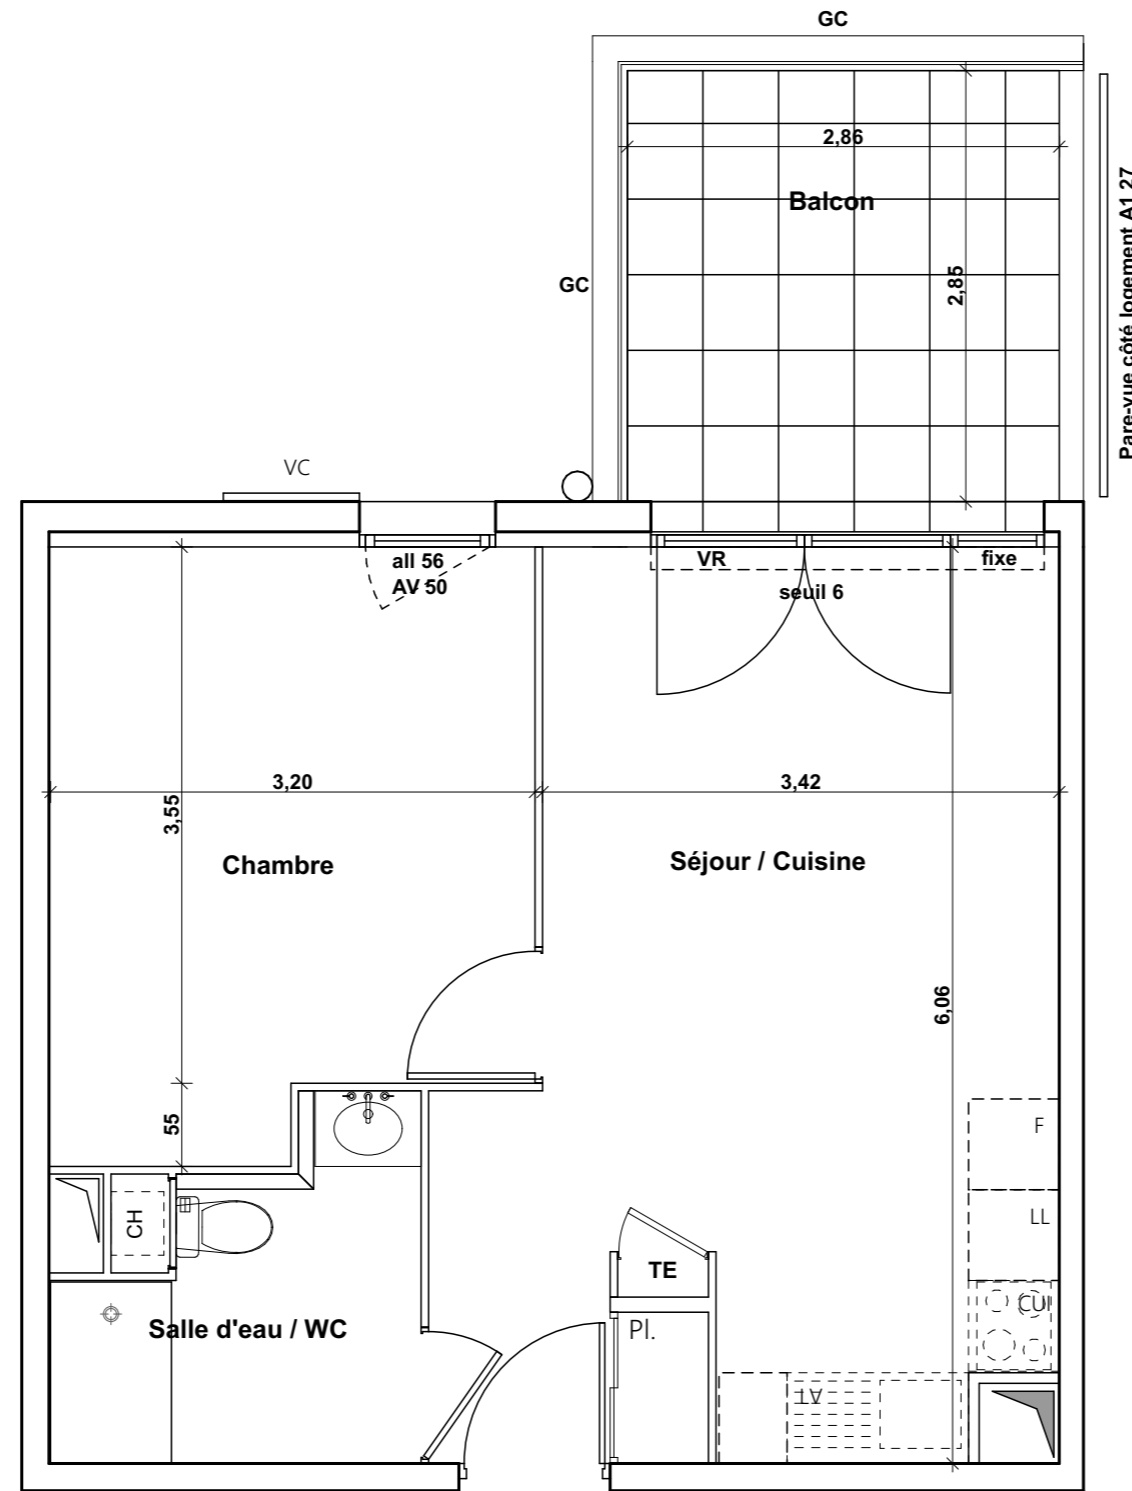 GC
2,86
Balcon
GC
2,85
Pare-vue côté logement A1 27
VC
all 56
AV 50
VR
fixe
seuil 6
3,20
3,42
3,55
Chambre
Séjour / Cuisine
6,06
55
F
CH
LL
TE
CUI
Salle d'eau / WC
Pl.
LV